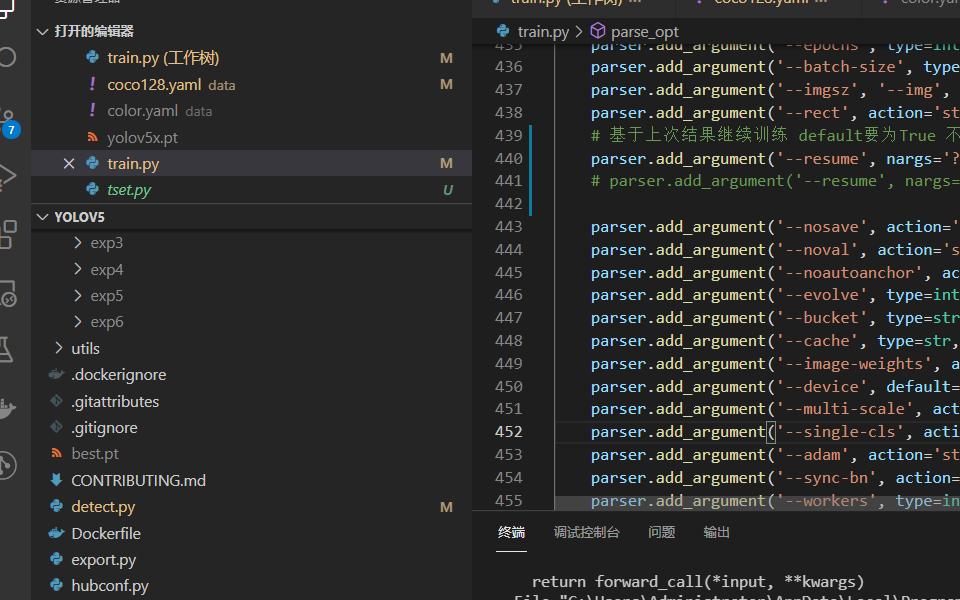 打开的编辑器
train.py (工作树) M
coco128.yaml data M
color.yaml data
yolov5x.pt
train.py M
tset.py U
YOLOV5
exp3
exp4
exp5
exp6
utils
.dockerignore
.gitattributes
.gitignore
best.pt
CONTRIBUTING.md
detect.py M
Dockerfile
export.py
hubconf.py
7
train.py > parse_opt
435 parser.add_argument('--epochs', type=int
436 parser.add_argument('--batch-size', type
437 parser.add_argument('--imgsz', '--img',
438 parser.add_argument('--rect', action='st
439 # 基于上次结果继续训练 default要为True 不
440 parser.add_argument('--resume', nargs='?
441 # parser.add_argument('--resume', nargs=
442
443 parser.add_argument('--nosave', action='
444 parser.add_argument('--noval', action='s
445 parser.add_argument('--noautoanchor', ac
446 parser.add_argument('--evolve', type=int
447 parser.add_argument('--bucket', type=str
448 parser.add_argument('--cache', type=str,
449 parser.add_argument('--image-weights', a
450 parser.add_argument('--device', default=
451 parser.add_argument('--multi-scale', act
452 parser.add_argument('--single-cls', acti
453 parser.add_argument('--adam', action='st
454 parser.add_argument('--sync-bn', action=
455 parser.add_argument('--workers', type=in
终端 调试控制台 问题 输出
return forward_call(*input, **kwargs)
File "C:\Users\Administrator\AppData\Local\Progra